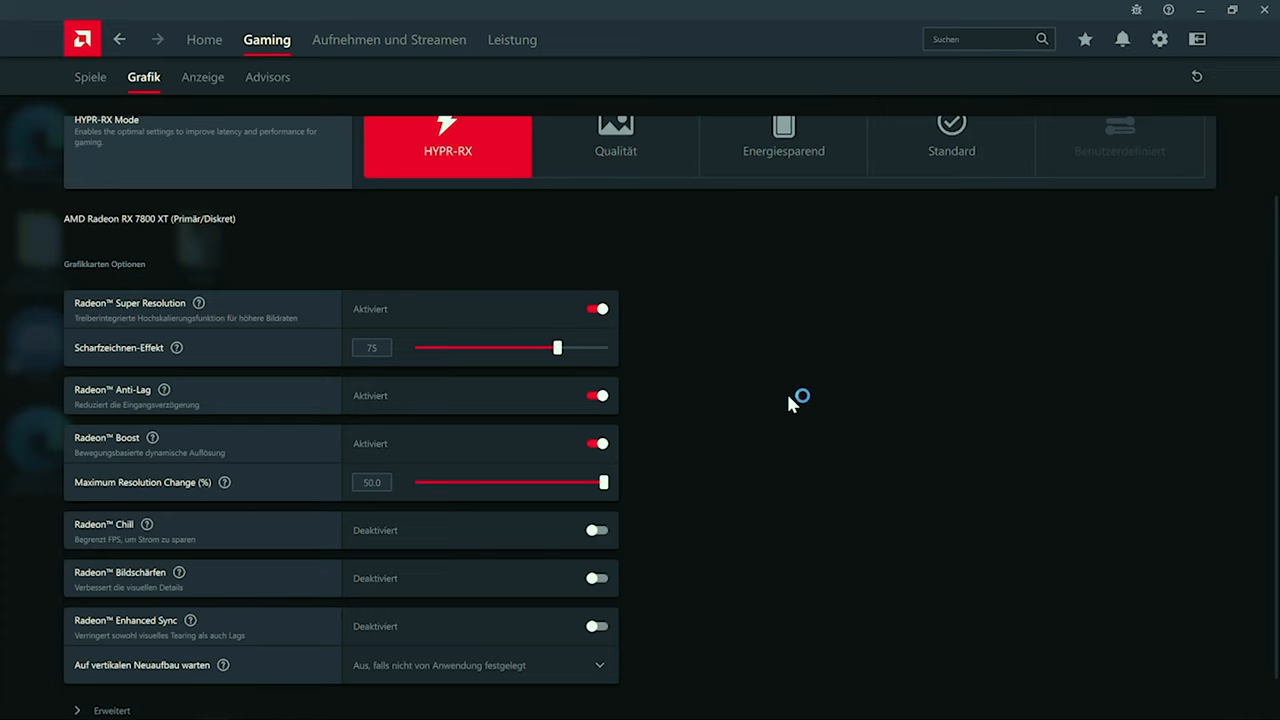 Home
Gaming
Aufnehmen und Streamen
Leistung
Suchen
Spiele
Grafik
Anzeige
Advisors
HYPR-RX Mode
Enables the optimal settings to improve latency and performance for
gaming.
HYPR-RX
Qualität
Energiesparend
Standard
Benutzerdefiniert
AMD Radeon RX 7800 XT (Primär/Diskret)
Grafikkarten Optionen
Radeon™ Super Resolution
Treiberintegrierte Hochskalierungsfunktion für höhere Bildraten
Aktiviert
Scharfzeichnen-Effekt
75
Radeon™ Anti-Lag
Reduziert die Eingangsverzögerung
Aktiviert
Radeon™ Boost
Bewegungsbasierte dynamische Auflösung
Aktiviert
Maximum Resolution Change (%)
50.0
Radeon™ Chill
Begrenzt FPS, um Strom zu sparen
Deaktiviert
Radeon™ Bildschärfen
Verbessert die visuellen Details
Deaktiviert
Radeon™ Enhanced Sync
Verringert sowohl visuelles Tearing als auch Lags
Deaktiviert
Auf vertikalen Neuaufbau warten
Aus, falls nicht von Anwendung festgelegt
Erweitert